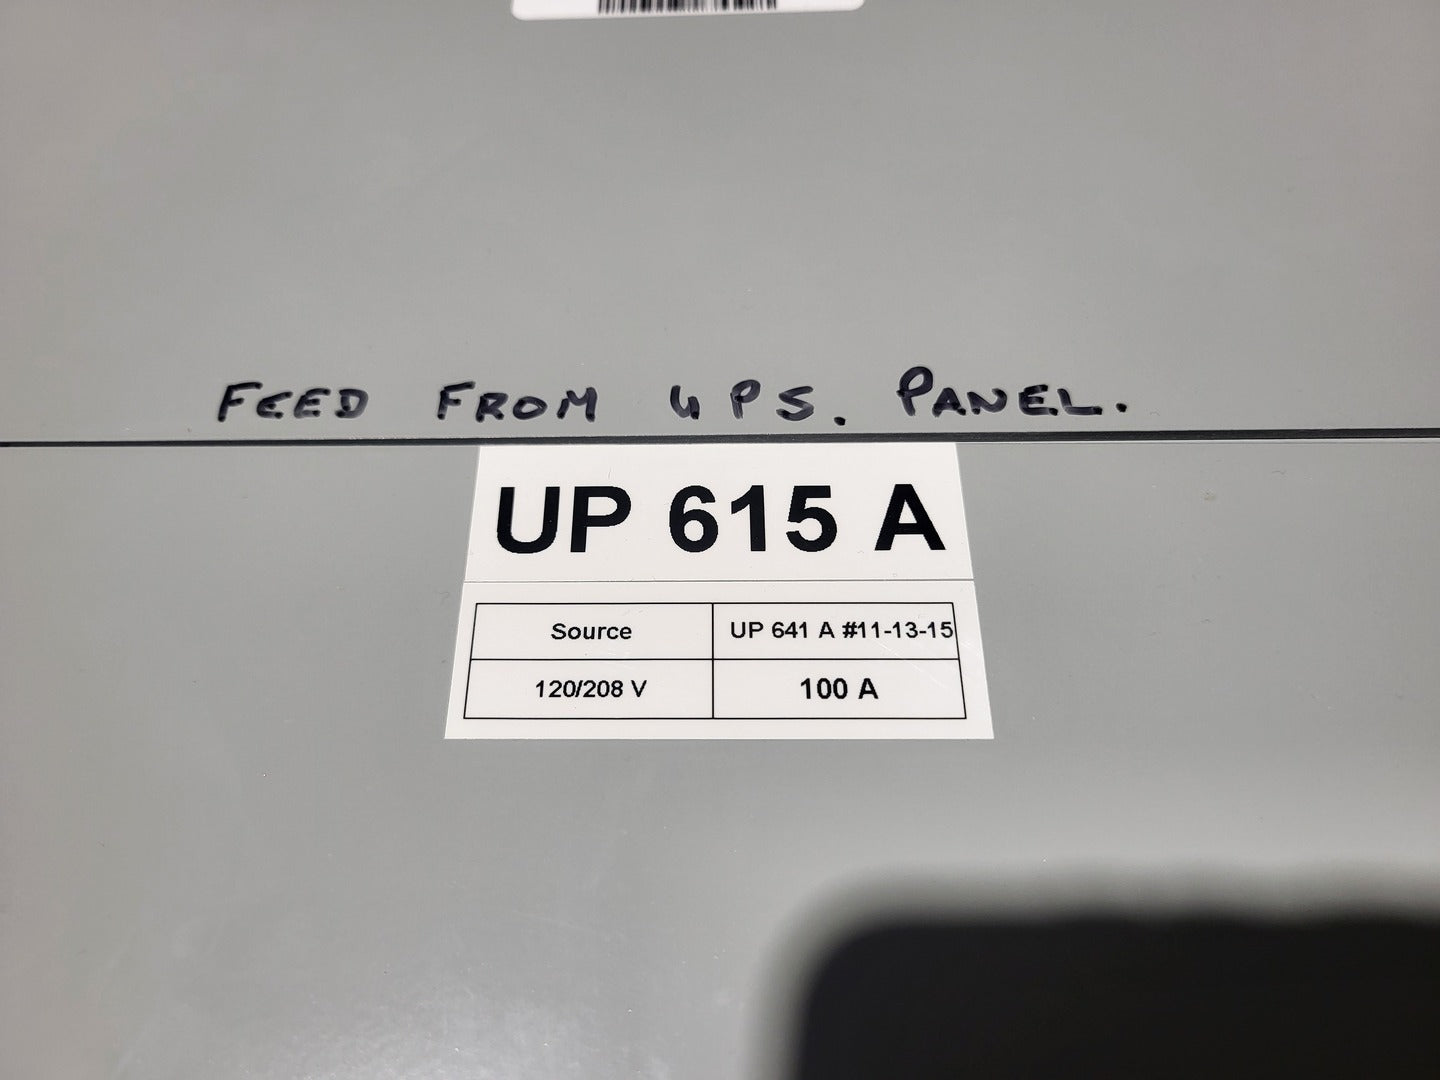 FEED FROM UPS. PANEL.
UP 615 A
Source UP 641 A #11-13-15
120/208 V 100 A